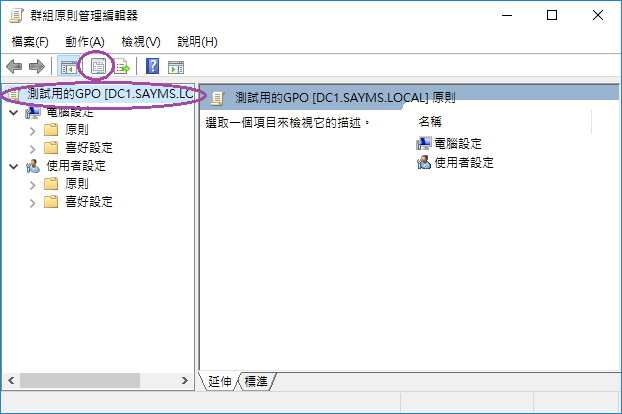 群組原則管理編輯器
檔案(F) 動作(A) 檢視(V) 說明(H)
測試用的GPO [DC1.SAYMS.LOC
電腦設定
原則
喜好設定
使用者設定
原則
喜好設定
測試用的GPO [DC1.SAYMS.LOCAL] 原則
選取一個項目來檢視它的描述。
名稱
電腦設定
使用者設定
延伸 標準